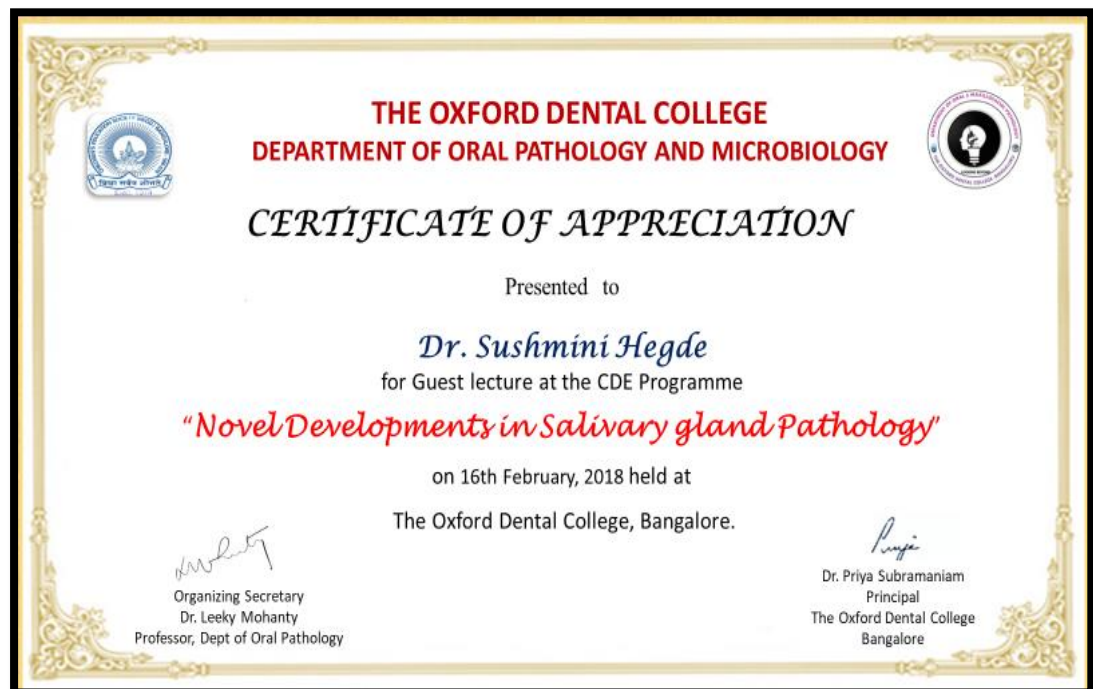 THE OXFORD DENTAL COLLEGE
DEPARTMENT OF ORAL PATHOLOGY AND MICROBIOLOGY
CERTIFICATE OF APPRECIATION
Presented to
Dr. Sushmini Hegde
for Guest lecture at the CDE Programme
"Novel Developments in Salivary gland Pathology"
on 16th February, 2018 held at
The Oxford Dental College, Bangalore.
Organizing Secretary
Dr. Leeky Mohanty
Professor, Dept of Oral Pathology
Dr. Priya Subramaniam
Principal
The Oxford Dental College
Bangalore